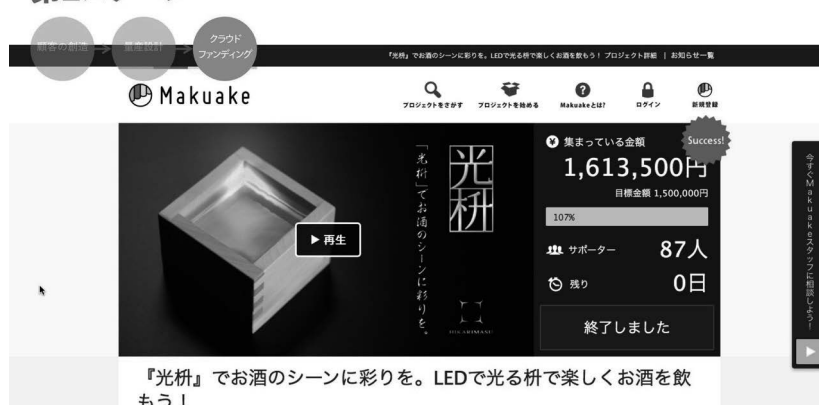 顧客の創造
量産設計
クラウド
ファンディング
『光枡』でお酒のシーンに彩りを。LEDで光る枡で楽しくお酒を飲もう! プロジェクト詳細 | お知らせ一覧
Makuake
プロジェクトをさがす
プロジェクトを始める
Makuakeとは?
ログイン
新規登録
「光枡」でお酒のシーンに彩りを。
光枡
HIKARIMASU
▶再生
Success!
集まっている金額
1,613,500円
目標金額 1,500,000円
107%
サポーター 87人
残り 0日
終了しました
今すぐMakuakeスタッフに相談しよう!
『光枡』でお酒のシーンに彩りを。LEDで光る枡で楽しくお酒を飲
もう!